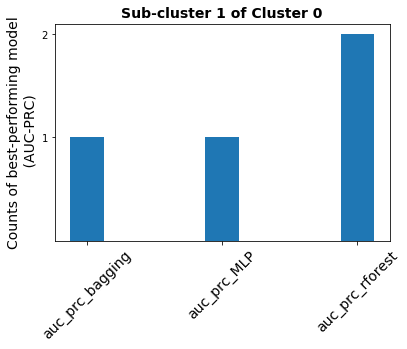 Sub-cluster 1 of Cluster 0
Counts of best-performing model
(AUC-PRC)
2
1
auc_prc_bagging
auc_prc_MLP
auc_prc_rforest